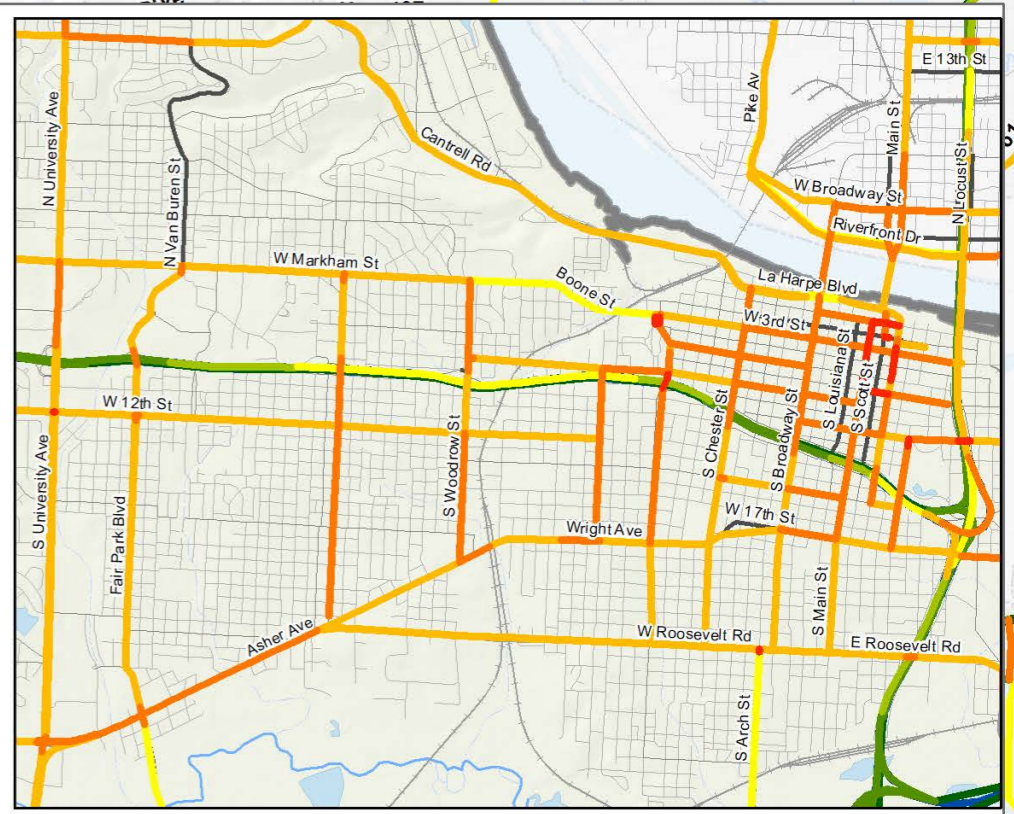 E 13th St
N University Ave
Pike Av
Main St
Cantrell Rd
N Locust St
N Van Buren St
W Broadway St
Riverfront Dr
W Markham St
Boone St
La Harpe Blvd
W 3rd St
S Louisiana St
S Scott St
W 12th St
S Chester St
S Broadway St
S University Ave
S Woodrow St
Fair Park Blvd
W 17th St
Wright Ave
S Main St
Asher Ave
W Roosevelt Rd
E Roosevelt Rd
S Arch St